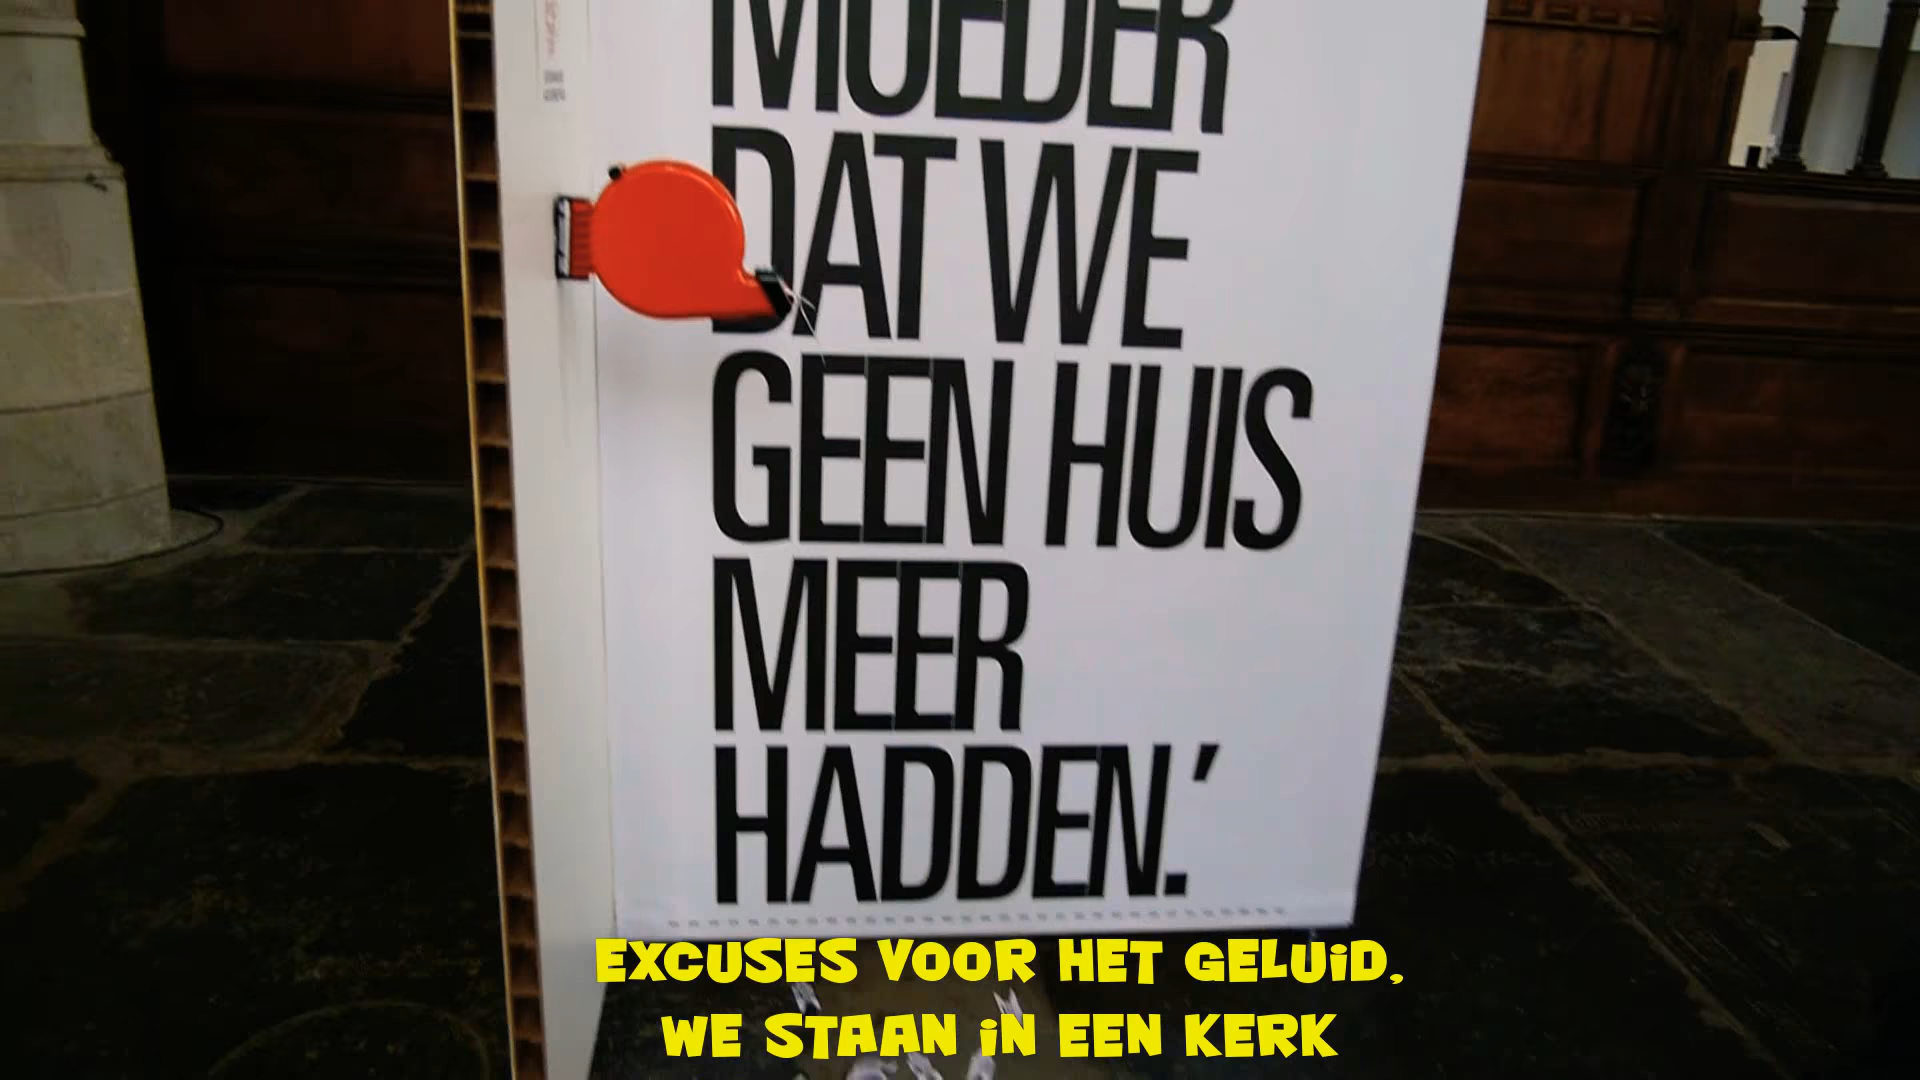 MOEDER
DAT WE
GEEN HUIS
MEER
HADDEN.’
EXCUSES VOOR HET GELUID,
WE STAAN IN EEN KERK